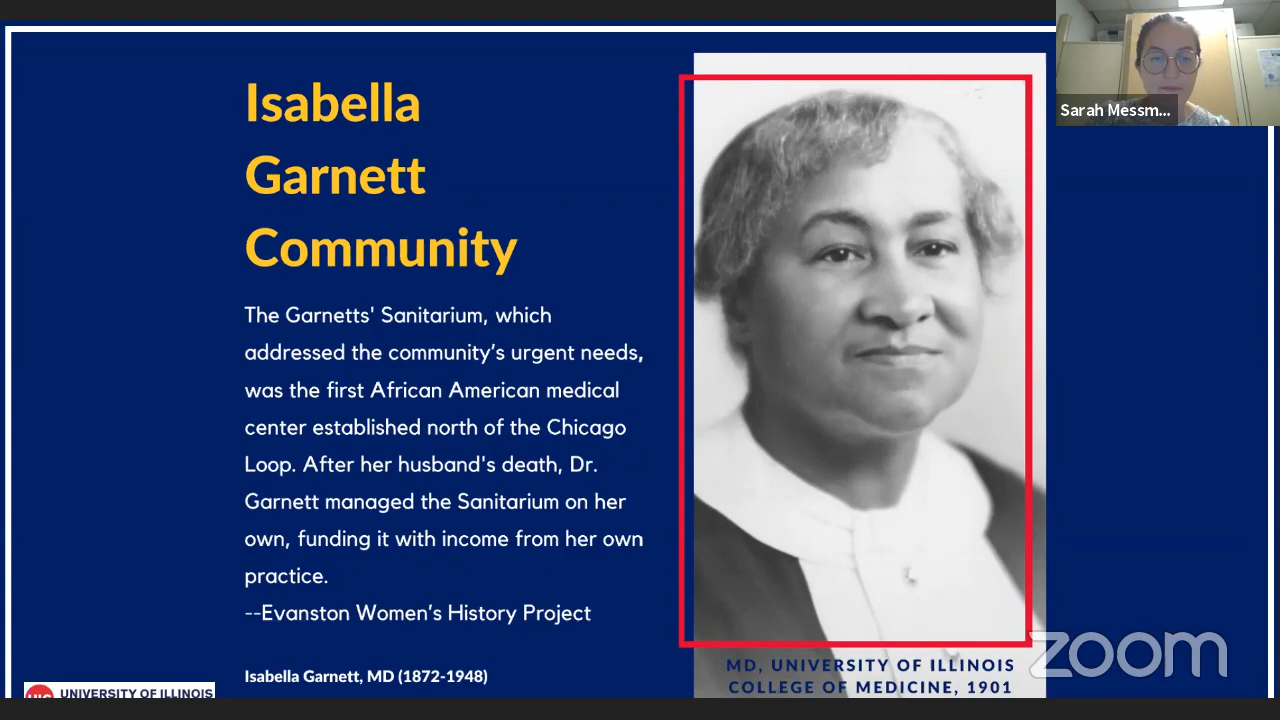 Isabella
Garnett
Community
The Garnetts' Sanitarium, which
addressed the community’s urgent needs,
was the first African American medical
center established north of the Chicago
Loop. After her husband's death, Dr.
Garnett managed the Sanitarium on her
own, funding it with income from her own
practice.
--Evanston Women’s History Project
Isabella Garnett, MD (1872-1948)
UIC UNIVERSITY OF ILLINOIS
MD, UNIVERSITY OF ILLINOIS
COLLEGE OF MEDICINE, 1901
Sarah Messm...
zoom